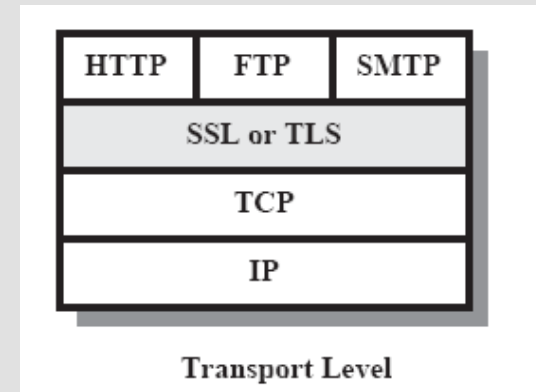 HTTP FTP SMTP
SSL or TLS
TCP
IP
Transport Level